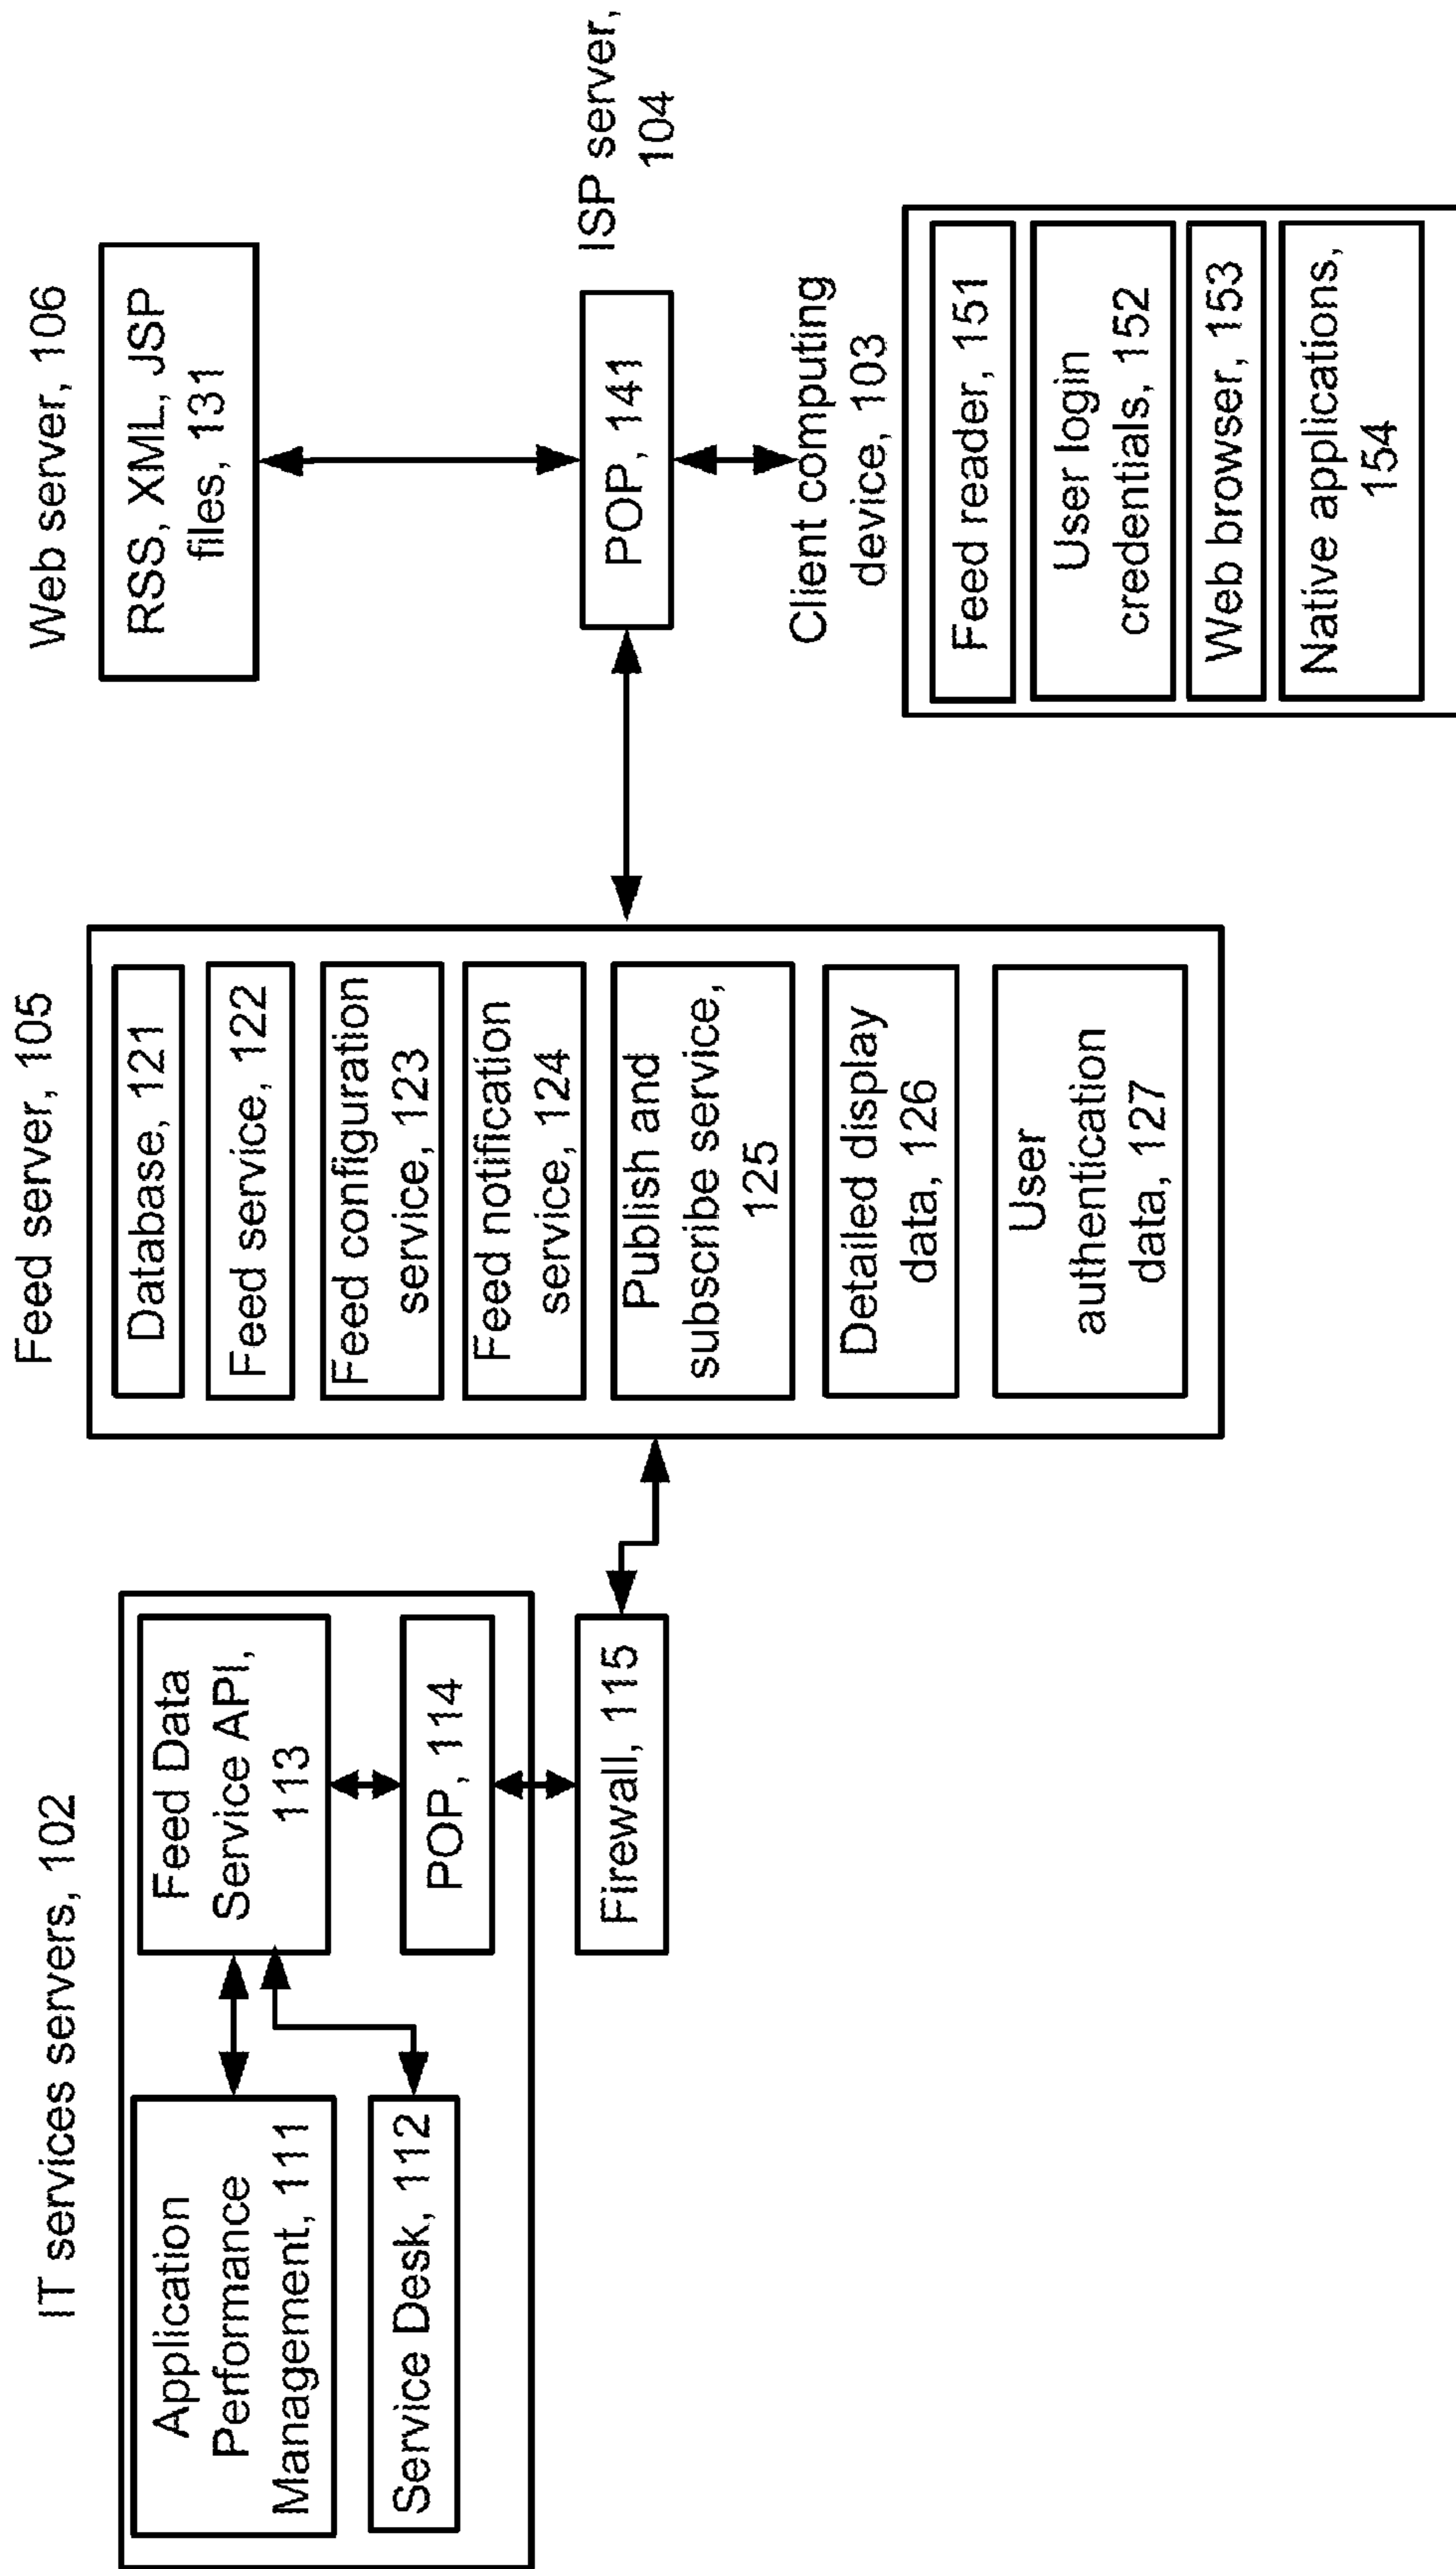 IT services servers, 102
Application
Performance
Management, 111
Service Desk, 112
Feed Data
Service API,
113
POP, 114
Firewall, 115
Feed server, 105
Database, 121
Feed service, 122
Feed configuration
service, 123
Feed notification
service, 124
Publish and
subscribe service,
125
Detailed display
data, 126
User
authentication
data, 127
Web server, 106
RSS, XML, JSP
files, 131
POP, 141
ISP server,
104
Client computing
device, 103
Feed reader, 151
User login
credentials, 152
Web browser, 153
Native applications,
154